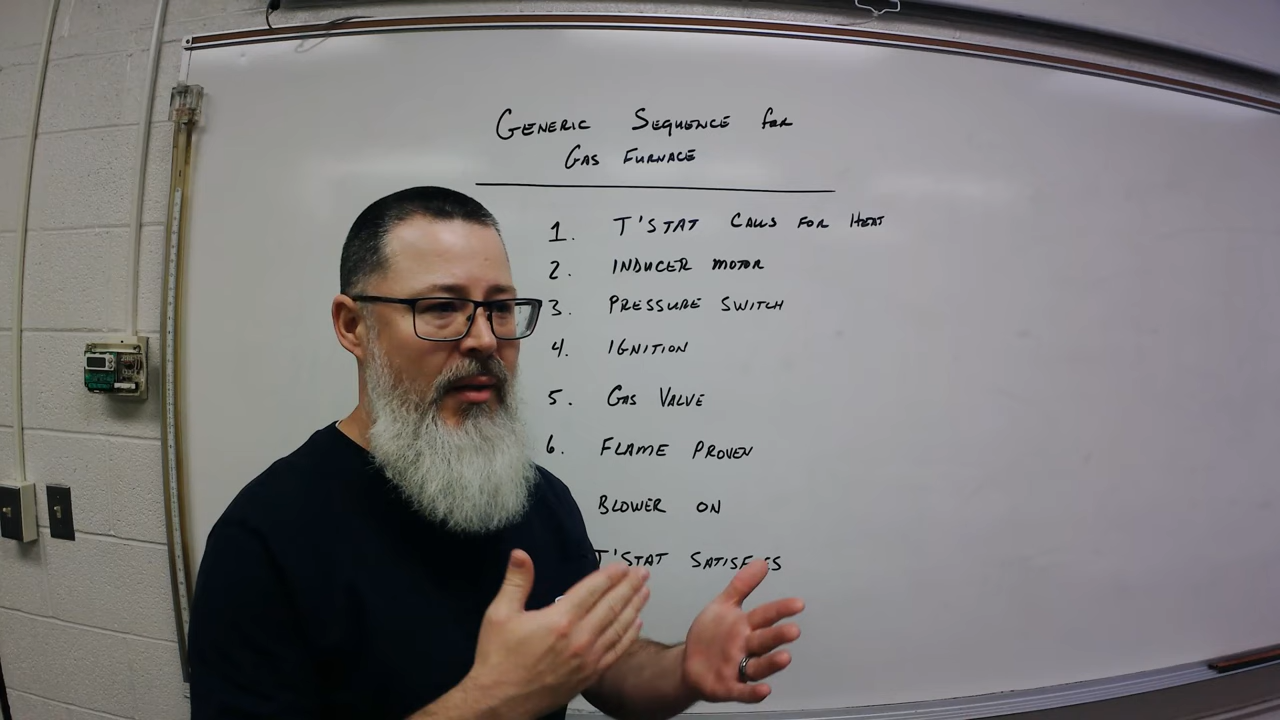 GENERIC SEQUENCE for
GAS FURNACE
1. T'STAT CALLS FOR HEAT
2. INDUCER MOTOR
3. PRESSURE SWITCH
4. IGNITION
5. GAS VALVE
6. FLAME PROVEN
BLOWER ON
T'STAT SATISFIES